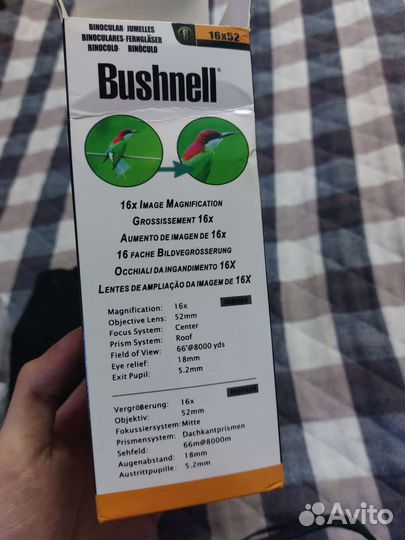 BINOCULAR·JUMELLES
BINOCULARES·FERNGLÄSER
BINOCOLO· BINÓCULO
16x52
Bushnell®
16x IMAGE MAGNIFICATION
GROSSISSEMENT 16x
AUMENTO DE IMAGEN DE 16x
16 FACHE BILDVEGRÖSSERUNG
OCCHIALI DA INGANDIMENTO 16X
LENTES DE AMPLIAÇÃO DA IMAGEM DE 16X
Magnification: 16x
Objective Lens: 52mm
Focus System: Center
Prism System: Roof
Field of View: 66'@8000 yds
Eye relief: 18mm
Exit Pupil: 5.2mm
Vergrößerung: 16x
Objektiv: 52mm
Fokussiersystem: Mitte
Prismensystem: Dachkantprismen
Sehfeld: 66m@8000m
Augenabstand: 18mm
Austrittpupille: 5.2mm
Avito